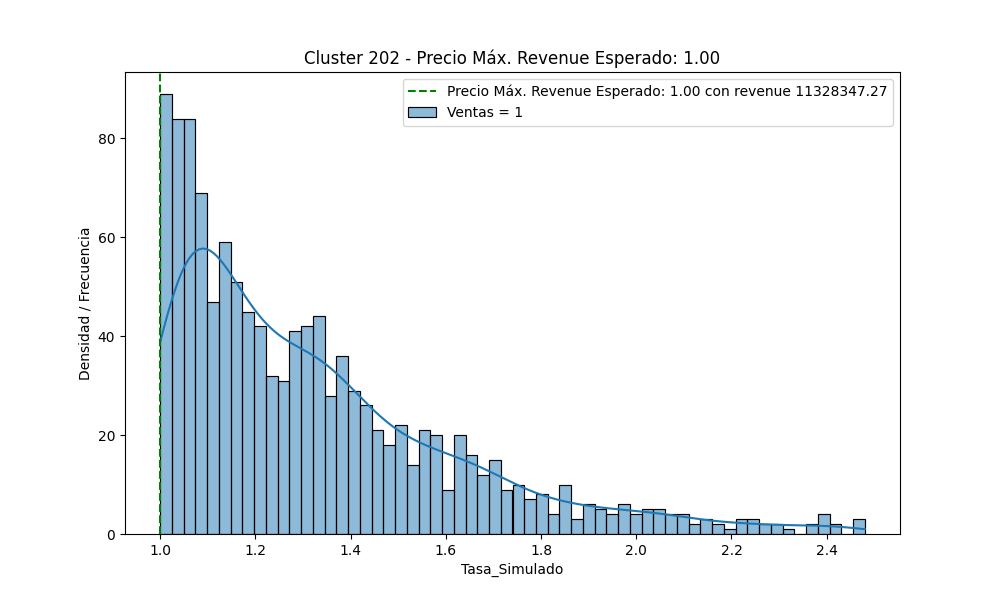 Cluster 202 - Precio Máx. Revenue Esperado: 1.00
Precio Máx. Revenue Esperado: 1.00 con revenue 11328347.27
Ventas = 1
Densidad / Frecuencia
80
60
40
20
0
1.0 1.2 1.4 1.6 1.8 2.0 2.2 2.4
Tasa_Simulado